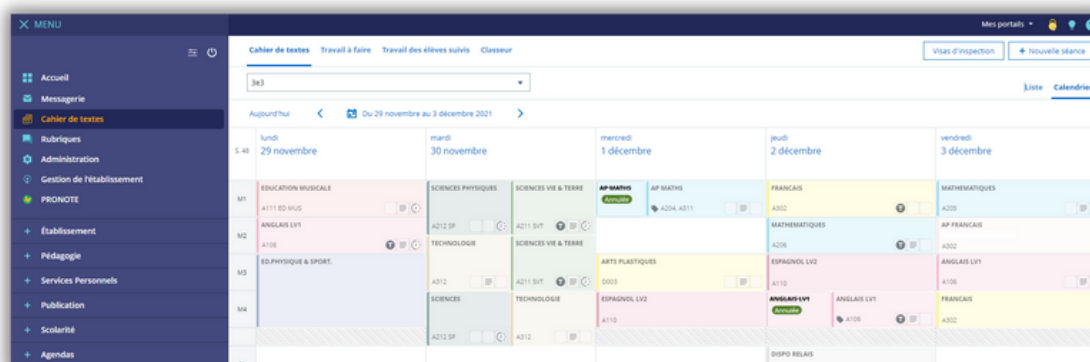 MENU
Mes portails
Accueil
Messagerie
Cahier de textes
Rubriques
Administration
Gestion de l'établissement
PRONOTE
+ Établissement
+ Pédagogie
+ Services Personnels
+ Publication
+ Scolarité
+ Agendas
Cahier de textes Travail à faire Travail des élèves suivis Classeur
Visas d'inspection + Nouvelle séance
3e3
Liste Calendrier
Aujourd'hui Du 29 novembre au 3 décembre 2021
S. 48
lundi
29 novembre
mardi
30 novembre
mercredi
1 décembre
jeudi
2 décembre
vendredi
3 décembre
M1
EDUCATION MUSICALE
A111 ED MUS
SCIENCES PHYSIQUES
A212 SP
SCIENCES VIE & TERRE
A211 SVT
AP MATHS
Annulée
AP MATHS
A204, A311
FRANCAIS
A302
MATHEMATIQUES
A205
M2
ANGLAIS LV1
A106
TECHNOLOGIE
A312
SCIENCES VIE & TERRE
A211 SVT
MATHEMATIQUES
A206
AP FRANCAIS
A302
M3
ED.PHYSIQUE & SPORT.
ARTS PLASTIQUES
D003
ESPAGNOL LV2
A110
ANGLAIS LV1
A106
M4
SCIENCES
A212 SP
TECHNOLOGIE
A312
ESPAGNOL LV2
A110
ANGLAIS LV1
Annulée
ANGLAIS LV1
A106
FRANCAIS
A302
DISPO RELAIS